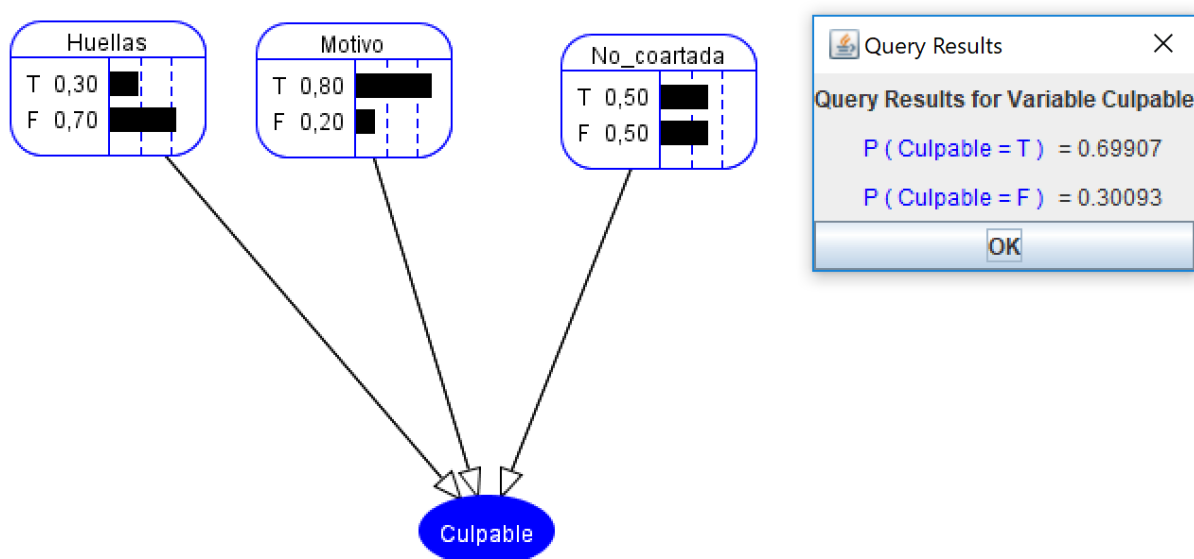 Huellas
T 0,30
F 0,70
Motivo
T 0,80
F 0,20
No_coartada
T 0,50
F 0,50
Culpable
Query Results
Query Results for Variable Culpable
P ( Culpable = T ) = 0.69907
P ( Culpable = F ) = 0.30093
OK